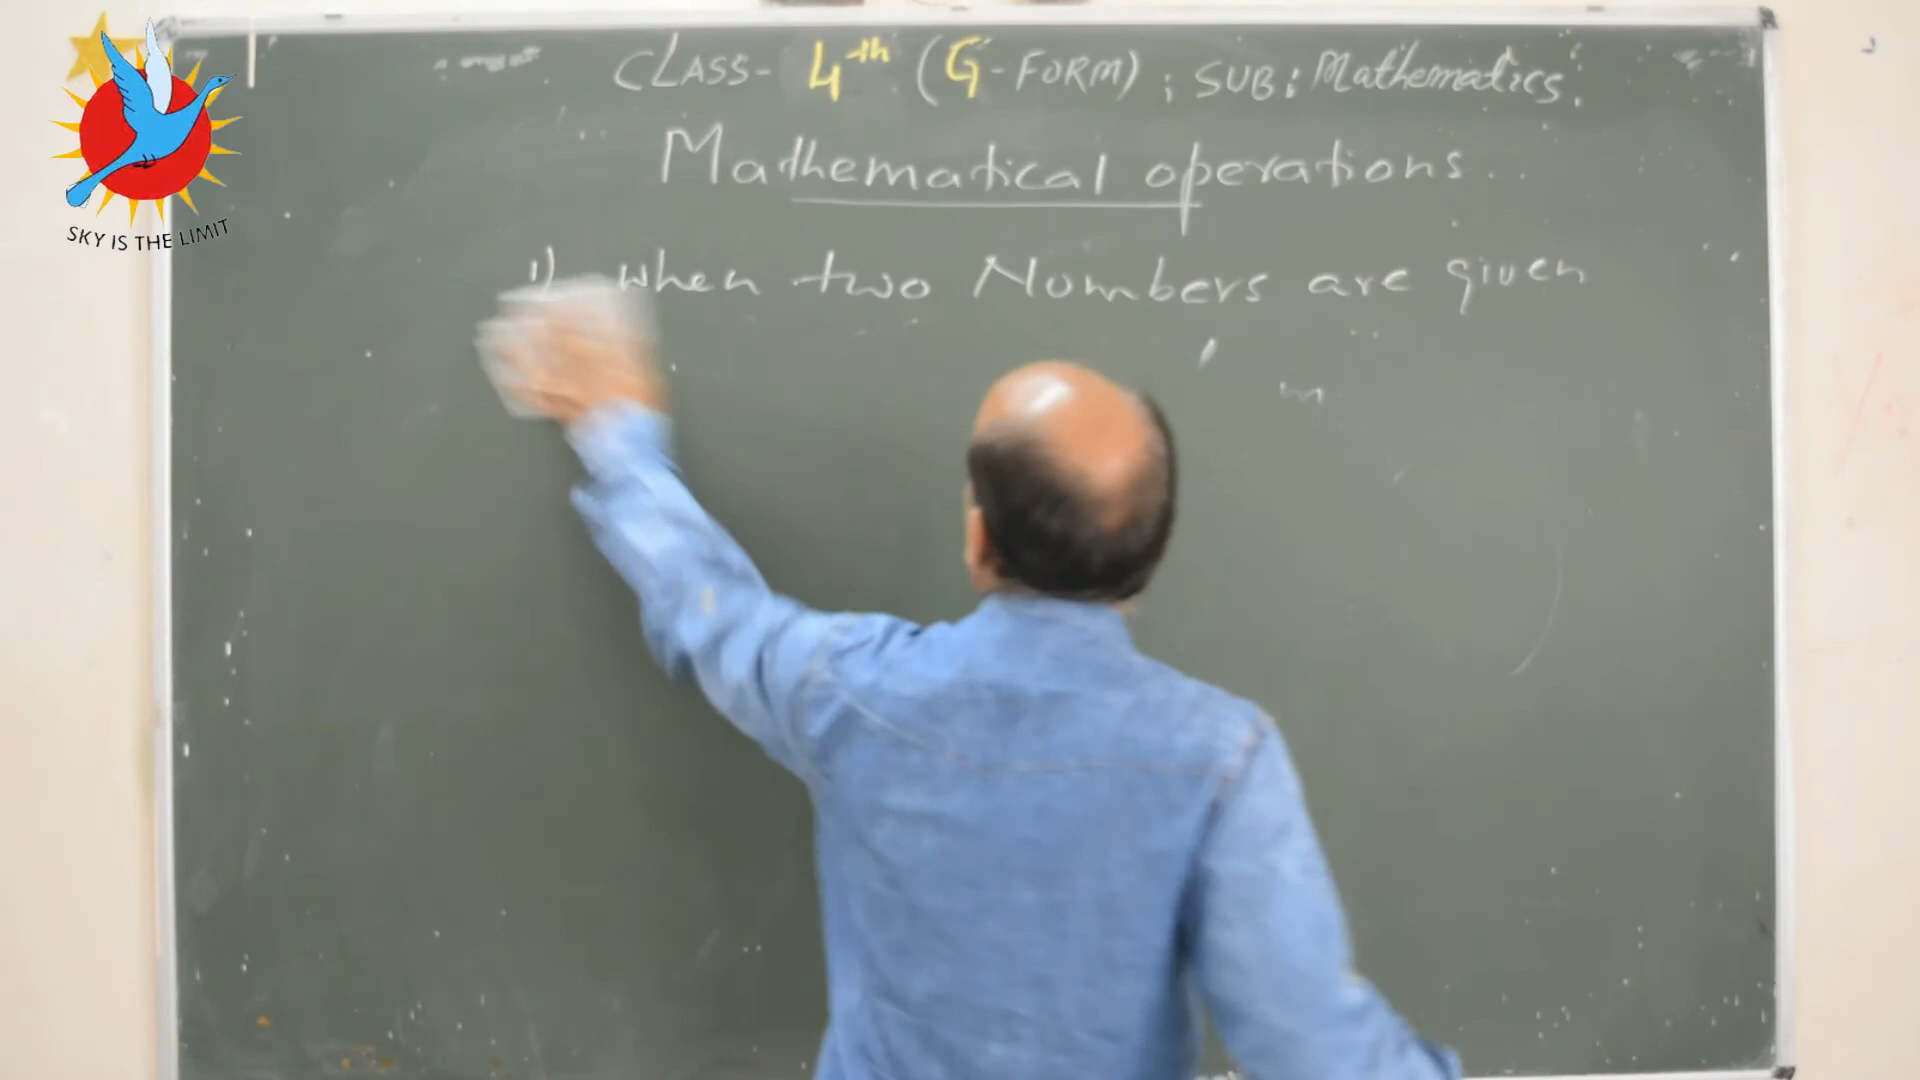 CLASS- 4th (G-FORM) ; SUB: Mathematics.
Mathematical operations..
1) when two Numbers are given
SKY IS THE LIMIT